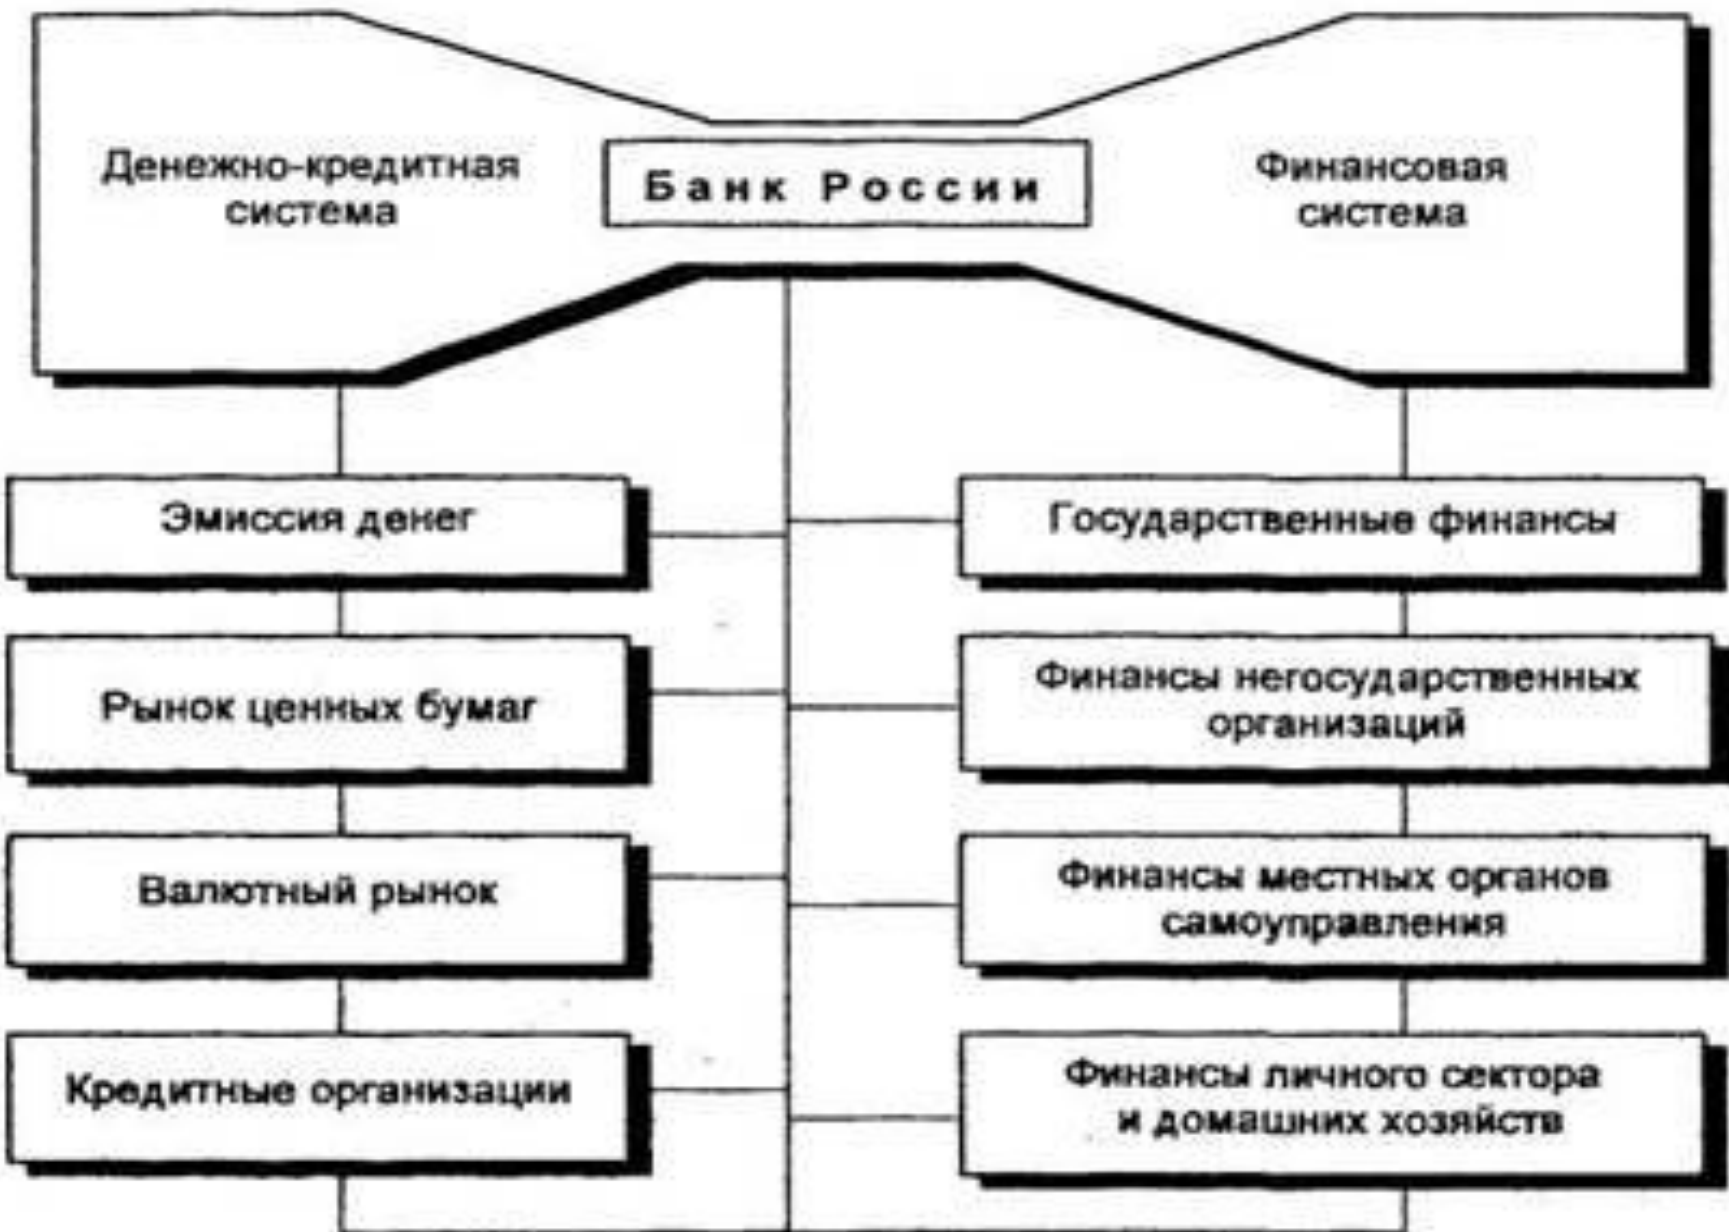 Денежно-кредитная
система
Банк России
Финансовая
система
Эмиссия денег
Рынок ценных бумаг
Валютный рынок
Кредитные организации
Государственные финансы
Финансы негосударственных
организаций
Финансы местных органов
самоуправления
Финансы личного сектора
и домашних хозяйств